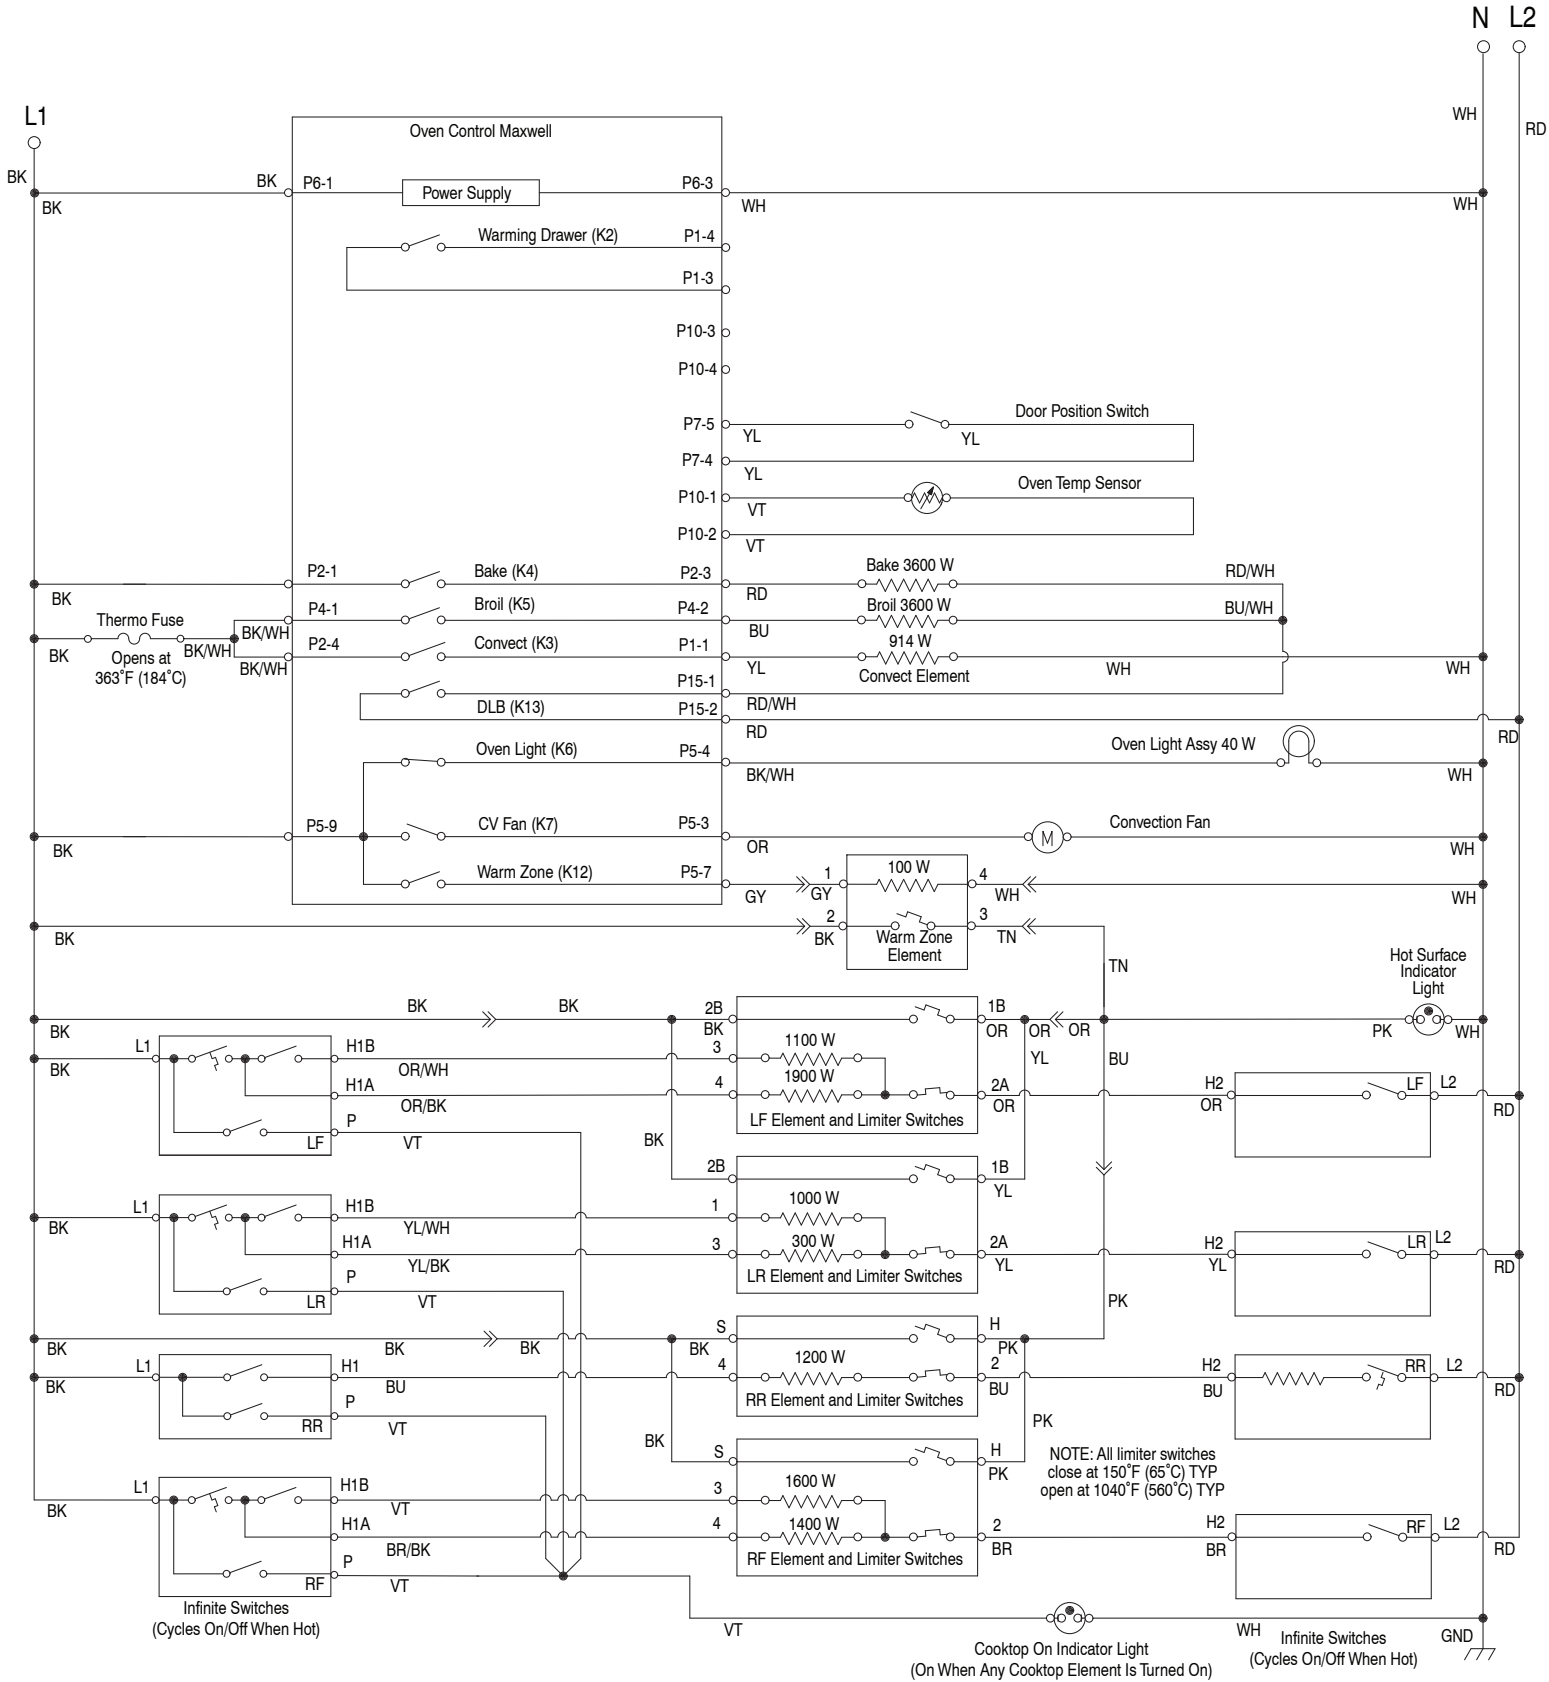 N L2
L1
WH
RD
Oven Control Maxwell
BK
BK P6-1 Power Supply P6-3
BK
WH
WH
Warming Drawer (K2) P1-4
P1-3
P10-3
P10-4
Door Position Switch
P7-5
YL
YL
P7-4
YL
Oven Temp Sensor
P10-1
VT
P10-2
VT
P2-1 Bake (K4) P2-3 Bake 3600 W RD/WH
BK
RD
P4-1 Broil (K5) P4-2 Broil 3600 W BU/WH
Thermo Fuse
BK/WH
BU
BK
BK/WH
P2-4 Convect (K3) P1-1 914 W
Opens at
363˚F (184˚C)
BK/WH
YL
Convect Element
WH
WH
P15-1
RD/WH
DLB (K13) P15-2
RD
RD
Oven Light (K6) P5-4 Oven Light Assy 40 W
BK/WH
WH
P5-9 CV Fan (K7) P5-3 M Convection Fan
BK
OR
WH
Warm Zone (K12) P5-7 1 100 W 4
GY
GY
WH
WH
2 3
BK
BK
Warm Zone
Element
TN
TN
Hot Surface
Indicator
Light
BK BK 2B 1B
BK
BK
OR
OR
OR
PK
WH
L1 H1B 3 1100 W
BK
OR/WH
YL
BU
H1A 4 1900 W 2A H2 LF L2
OR/BK
OR
OR
RD
P
LF
VT
LF Element and Limiter Switches
BK
2B 1B
YL
L1 H1B 1 1000 W
BK
YL/WH
H1A 3 300 W 2A H2 LR L2
YL/BK
YL
YL
RD
LR Element and Limiter Switches
P
LR
VT
PK
S H
BK
BK
BK
BK
PK
L1 H1 4 1200 W 2 H2 RR L2
BK
BU
BU
BU
RD
RR Element and Limiter Switches
P
RR
VT
PK
BK
S H
PK
NOTE: All limiter switches
close at 150˚F (65˚C) TYP
open at 1040˚F (560˚C) TYP
L1 H1B 3 1600 W
BK
VT
H1A 4 1400 W 2 H2 RF L2
BR/BK
BR
BR
RD
RF Element and Limiter Switches
P
RF
VT
Infinite Switches
(Cycles On/Off When Hot)
VT
WH
GND
Cooktop On Indicator Light
(On When Any Cooktop Element Is Turned On)
Infinite Switches
(Cycles On/Off When Hot)